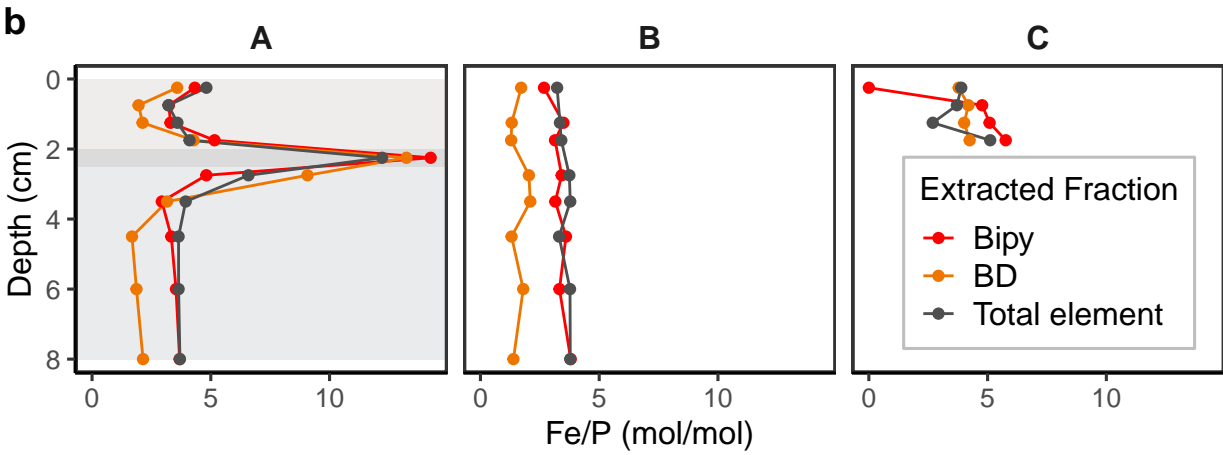 b
A
B
C
0
2
4
6
8
Depth (cm)
Extracted Fraction
Bipy
BD
Total element
0 5 10
0 5 10
0 5 10
Fe/P (mol/mol)